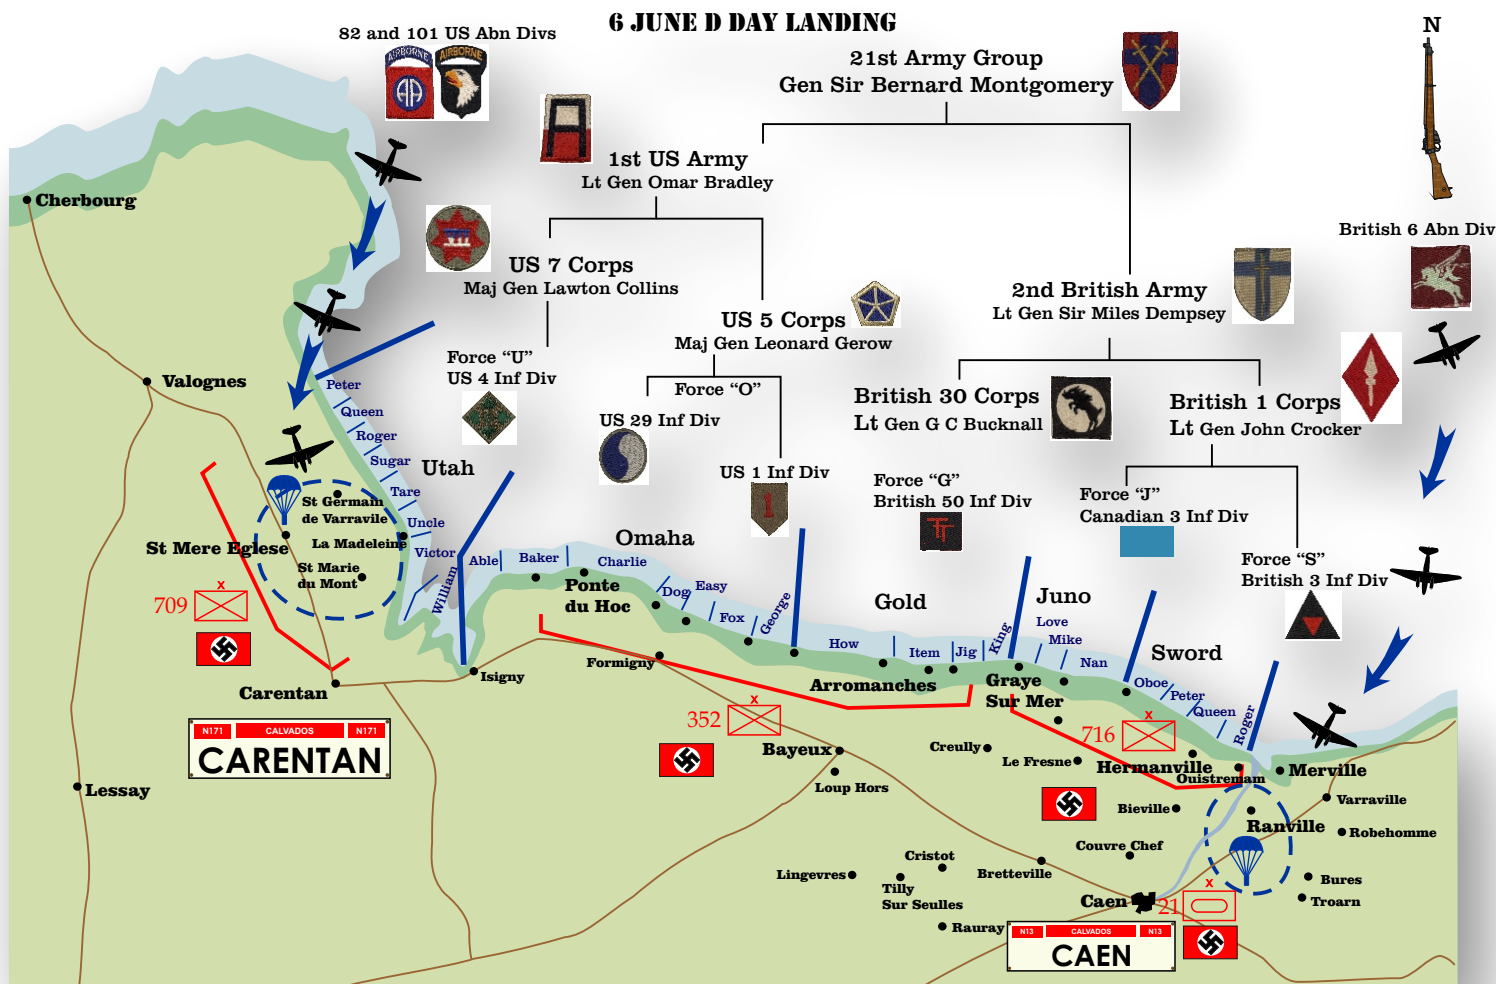 6 JUNE D DAY LANDING
N
82 and 101 US Abn Divs
AIRBORNE
AIRBORNE
AA
21st Army Group
Gen Sir Bernard Montgomery
1st US Army
Lt Gen Omar Bradley
US 7 Corps
Maj Gen Lawton Collins
US 5 Corps
Maj Gen Leonard Gerow
2nd British Army
Lt Gen Sir Miles Dempsey
British 6 Abn Div
Force “U”
US 4 Inf Div
Force “O”
US 29 Inf Div
US 1 Inf Div
1
British 30 Corps
Lt Gen G C Bucknall
British 1 Corps
Lt Gen John Crocker
Force “G”
British 50 Inf Div
TT
Force “J”
Canadian 3 Inf Div
Force “S”
British 3 Inf Div
Cherbourg
Valognes
Peter
Queen
Roger
Sugar
Tare
Uncle
Victor
William
Utah
St Germain
de Varravile
St Mere Eglese
La Madeleine
St Marie
du Mont
x
709
Carentan
Isigny
N171
CALVADOS
N171
CARENTAN
Lessay
Omaha
Able
Baker
Charlie
Dog
Easy
Fox
George
Ponte
du Hoc
Formigny
Gold
How
Item
Jig
King
Arromanches
Juno
Love
Mike
Nan
Graye
Sur Mer
Sword
Oboe
Peter
Queen
Roger
x
352
Bayeux
Loup Hors
x
716
Creully
Le Fresne
Hermanville
Ouistremam
Merville
Bieville
Varraville
Ranville
Robehomme
Couvre Chef
Cristot
Bretteville
Lingevres
Tilly
Sur Seulles
Rauray
Bures
Troarn
Caen
x
21
N13
CALVADOS
N13
CAEN